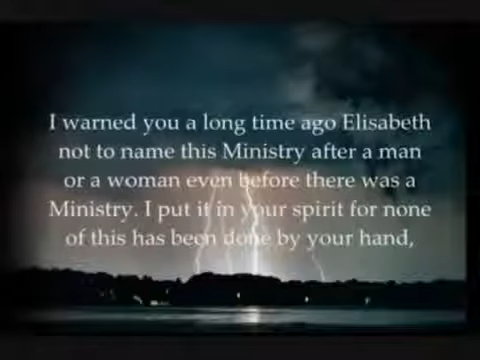 I warned you a long time ago Elisabeth
not to name this Ministry after a man
or a woman even before there was a
Ministry. I put it in your spirit for none
of this has been done by your hand,